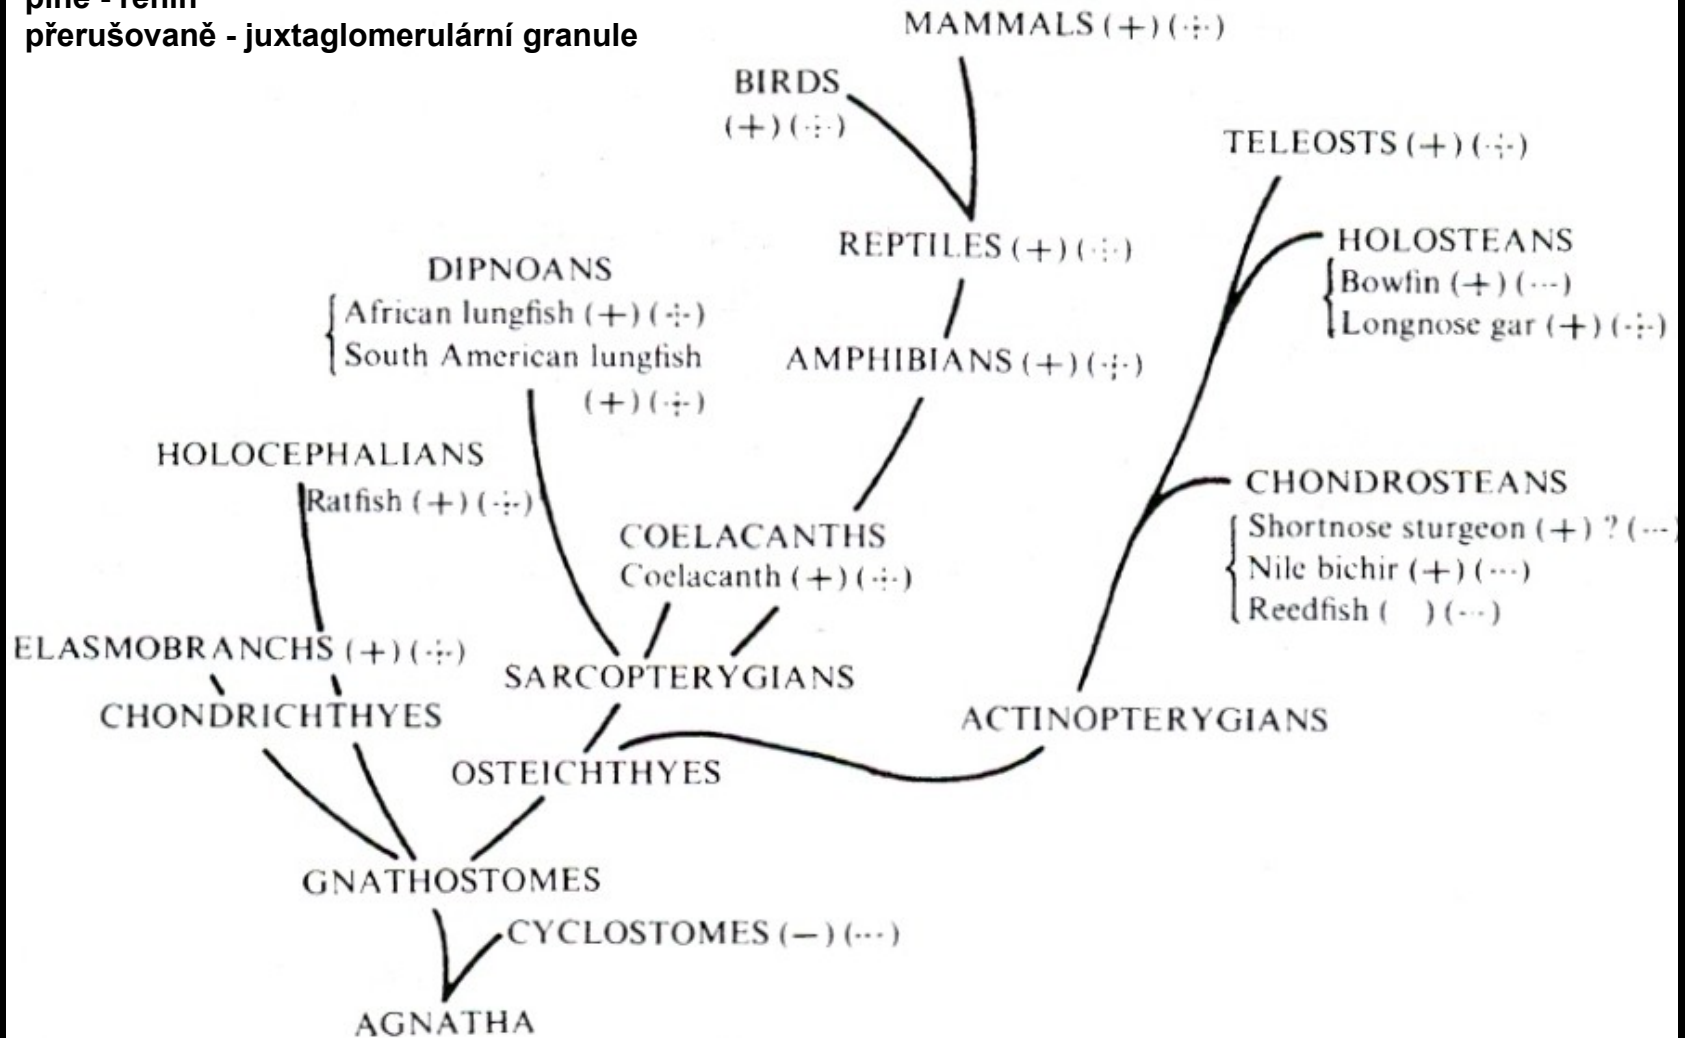 plně - renin
přerušovaně - juxtaglomerulární granule
MAMMALS (+) (·÷·)
BIRDS
(+) (·÷·)
TELEOSTS (+) (·÷·)
REPTILES (+) (·÷·)
HOLOSTEANS
Bowfin (+) (---)
Longnose gar (+) (·÷·)
DIPNOANS
African lungfish (+) (·÷·)
South American lungfish
(+) (·÷·)
AMPHIBIANS (+) (·÷·)
HOLOCEPHALIANS
Ratfish (+) (·÷·)
CHONDROSTEANS
Shortnose sturgeon (+) ? (---)
Nile bichir (+) (---)
Reedfish ( ) (---)
COELACANTHS
Coelacanth (+) (·÷·)
ELASMOBRANCHS (+) (·÷·)
SARCOPTERYGIANS
CHONDRICHTHYES
ACTINOPTERYGIANS
OSTEICHTHYES
GNATHOSTOMES
CYCLOSTOMES (−) (---)
AGNATHA